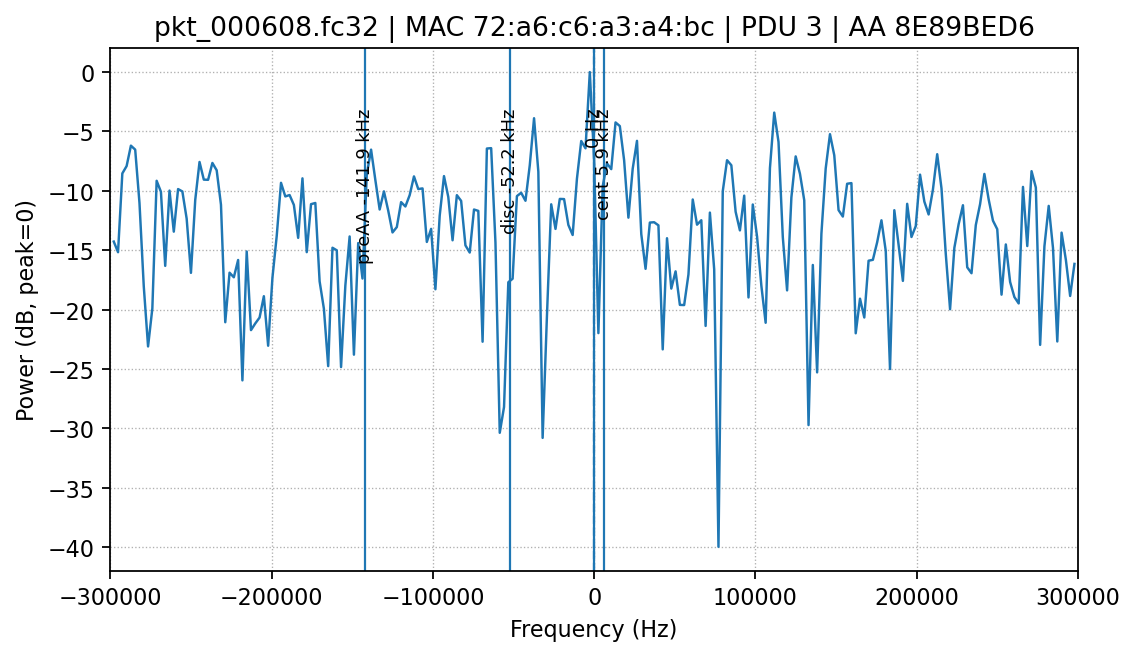 pkt_000608.fc32 | MAC 72:a6:c6:a3:a4:bc | PDU 3 | AA 8E89BED6
Power (dB, peak=0)
0
−5
−10
−15
−20
−25
−30
−35
−40
preAA -141.9 kHz
disc -52.2 kHz
0 Hz
cent 5.9 kHz
−300000
−200000
−100000
0
100000
200000
300000
Frequency (Hz)